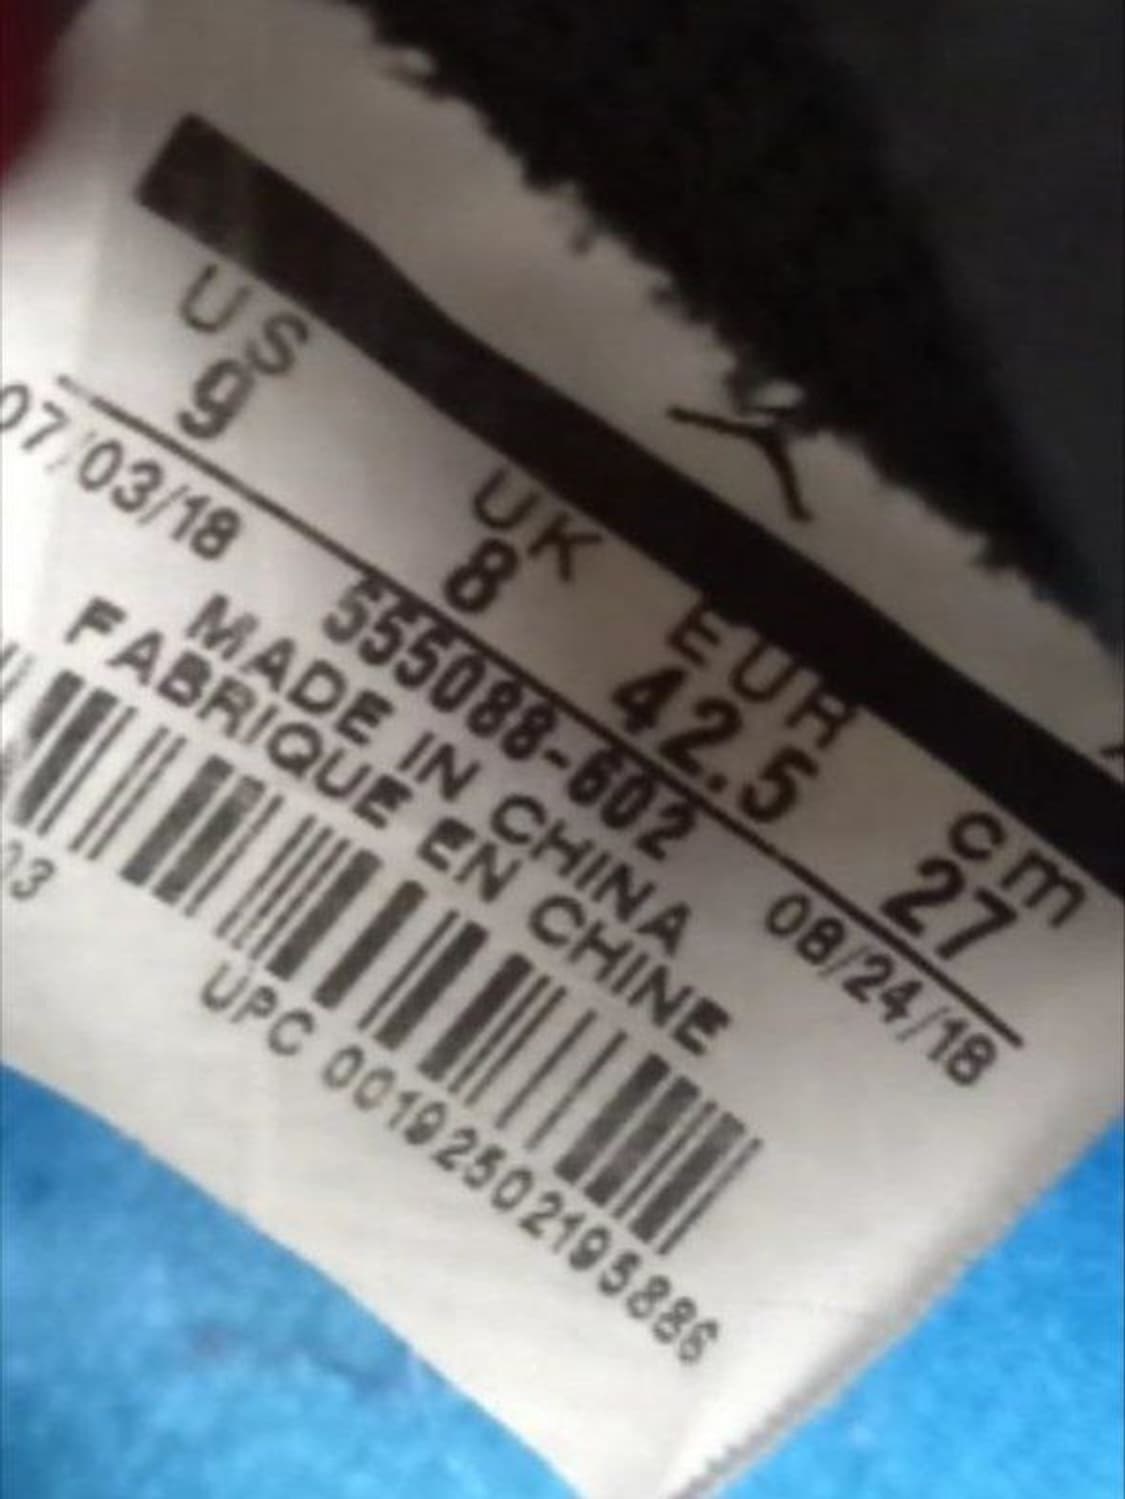 US UK EUR cm
9 8 42.5 27
07/03/18 555088-602 08/24/18
MADE IN CHINA
FABRIQUE EN CHINE
03
UPC 00192502195886